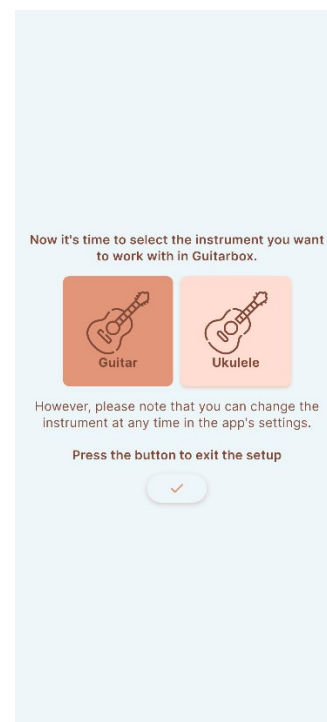 Now it's time to select the instrument you want
to work with in Guitarbox.
Guitar
Ukulele
However, please note that you can change the
instrument at any time in the app's settings.
Press the button to exit the setup